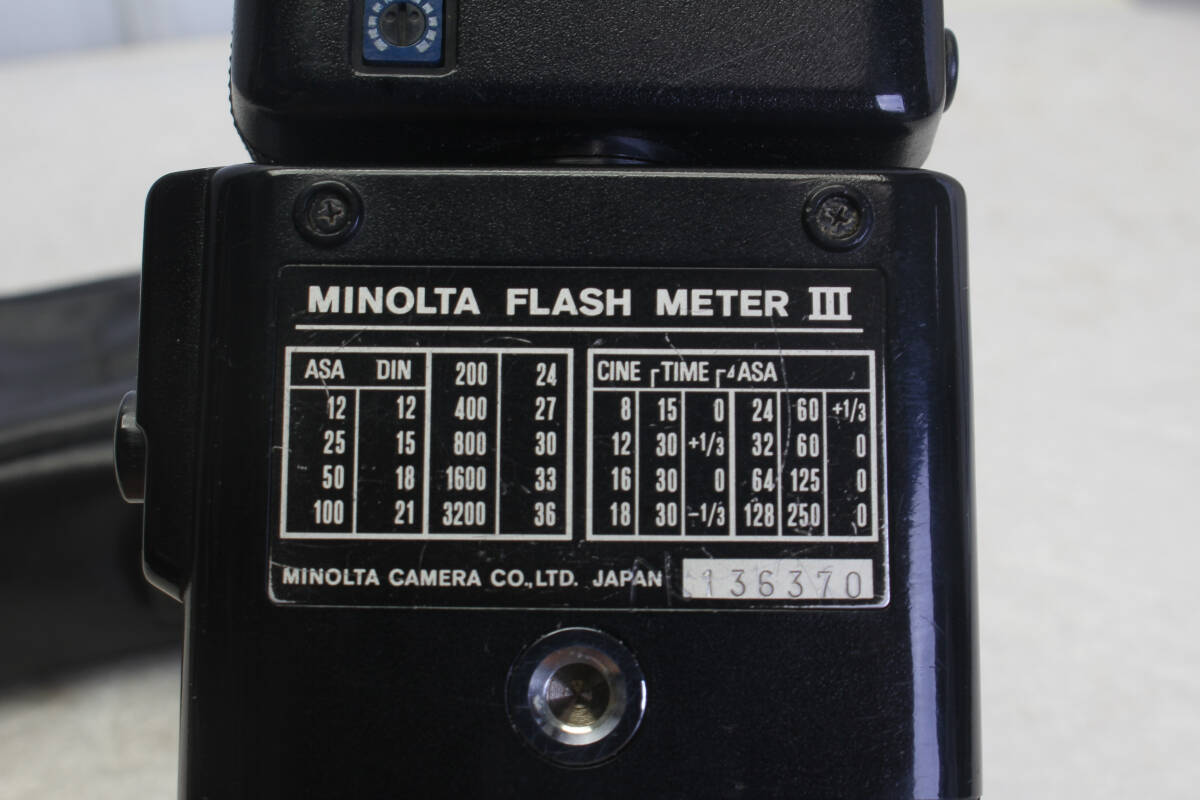 MINOLTA FLASH METER III
ASA DIN 200 24 CINE TIME ⊿ASA
12 12 400 27 8 15 0 24 60 +1/3
25 15 800 30 12 30 +1/3 32 60 0
50 18 1600 33 16 30 0 64 125 0
100 21 3200 36 18 30 -1/3 128 250 0
MINOLTA CAMERA CO.,LTD. JAPAN 136370